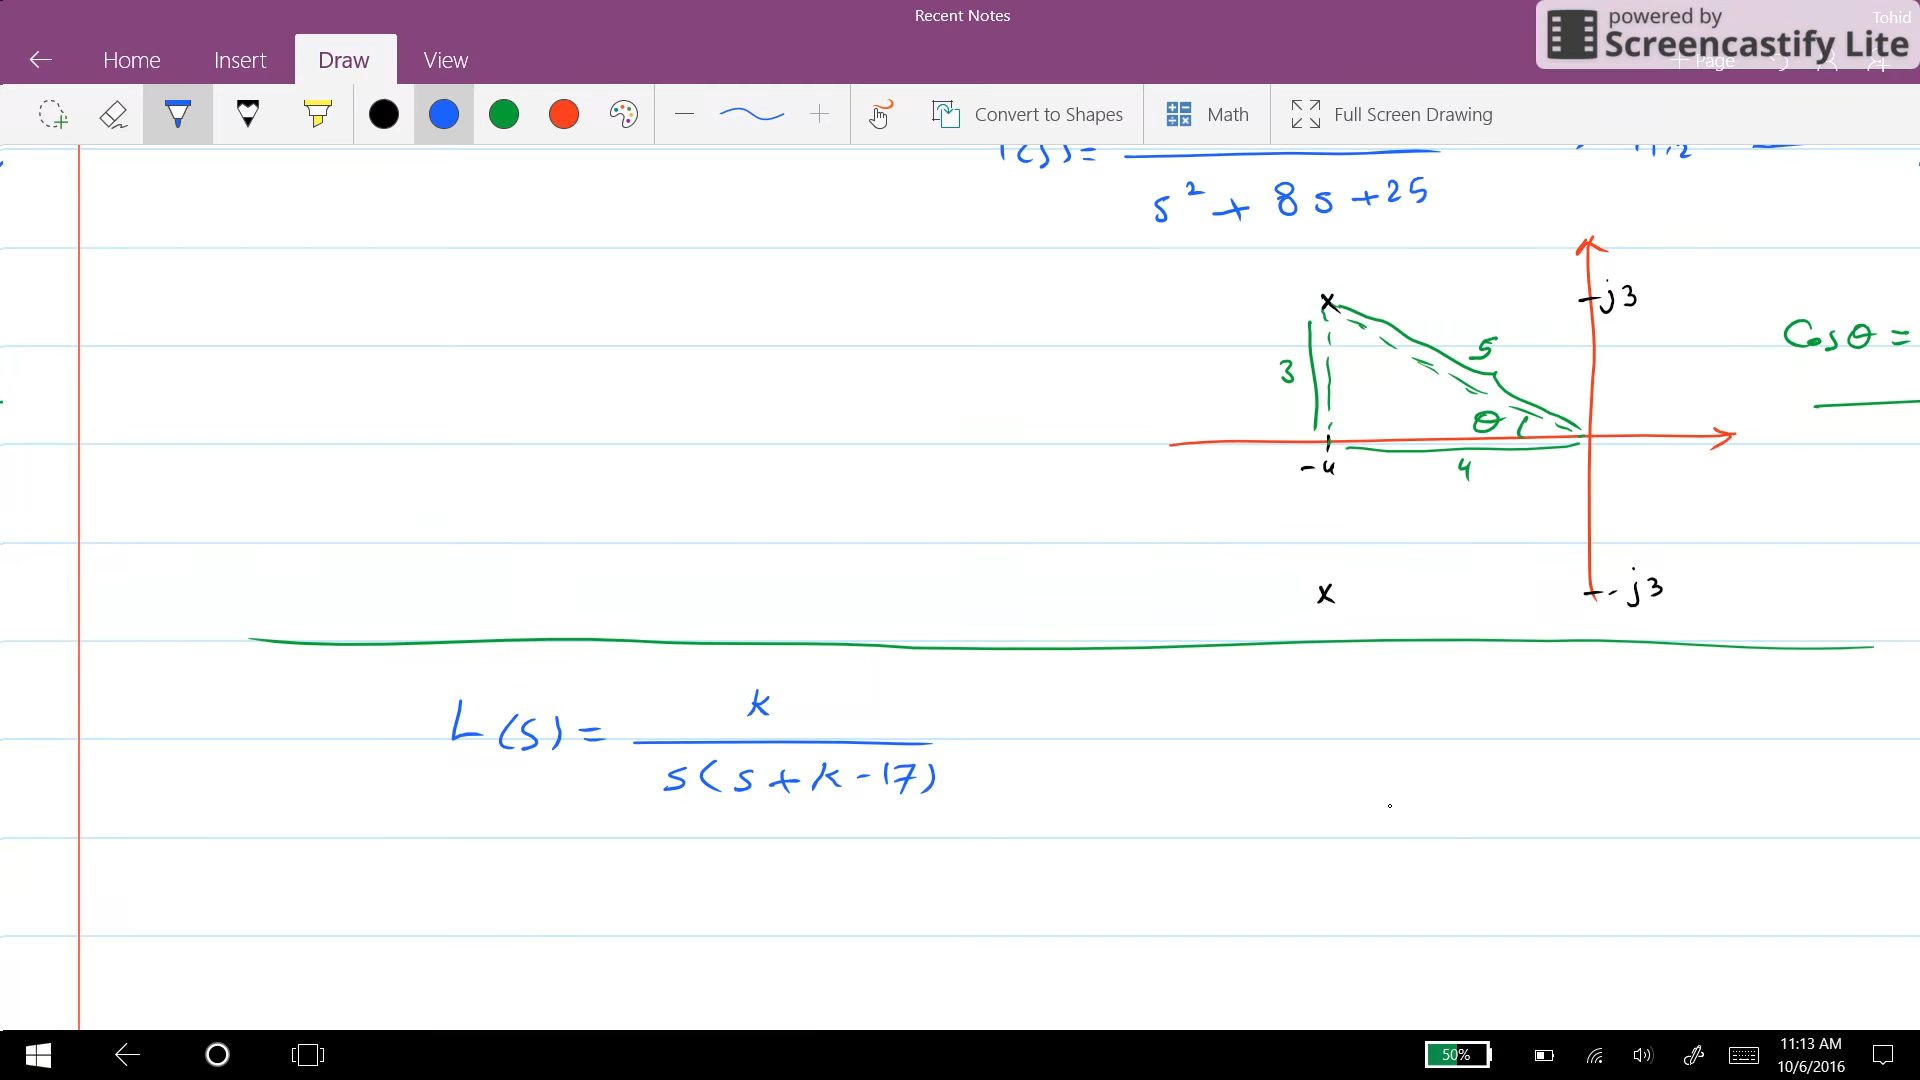 Recent Notes
Tohid
powered by
Screencastify Lite
Home Insert Draw View
+ Page
Convert to Shapes Math Full Screen Drawing
s² + 8s + 25
x
j3
Cosθ =
5
3
θ
-4
4
x
-j3
L(s) = k
s(s + k - 17)
50%
11:13 AM
10/6/2016